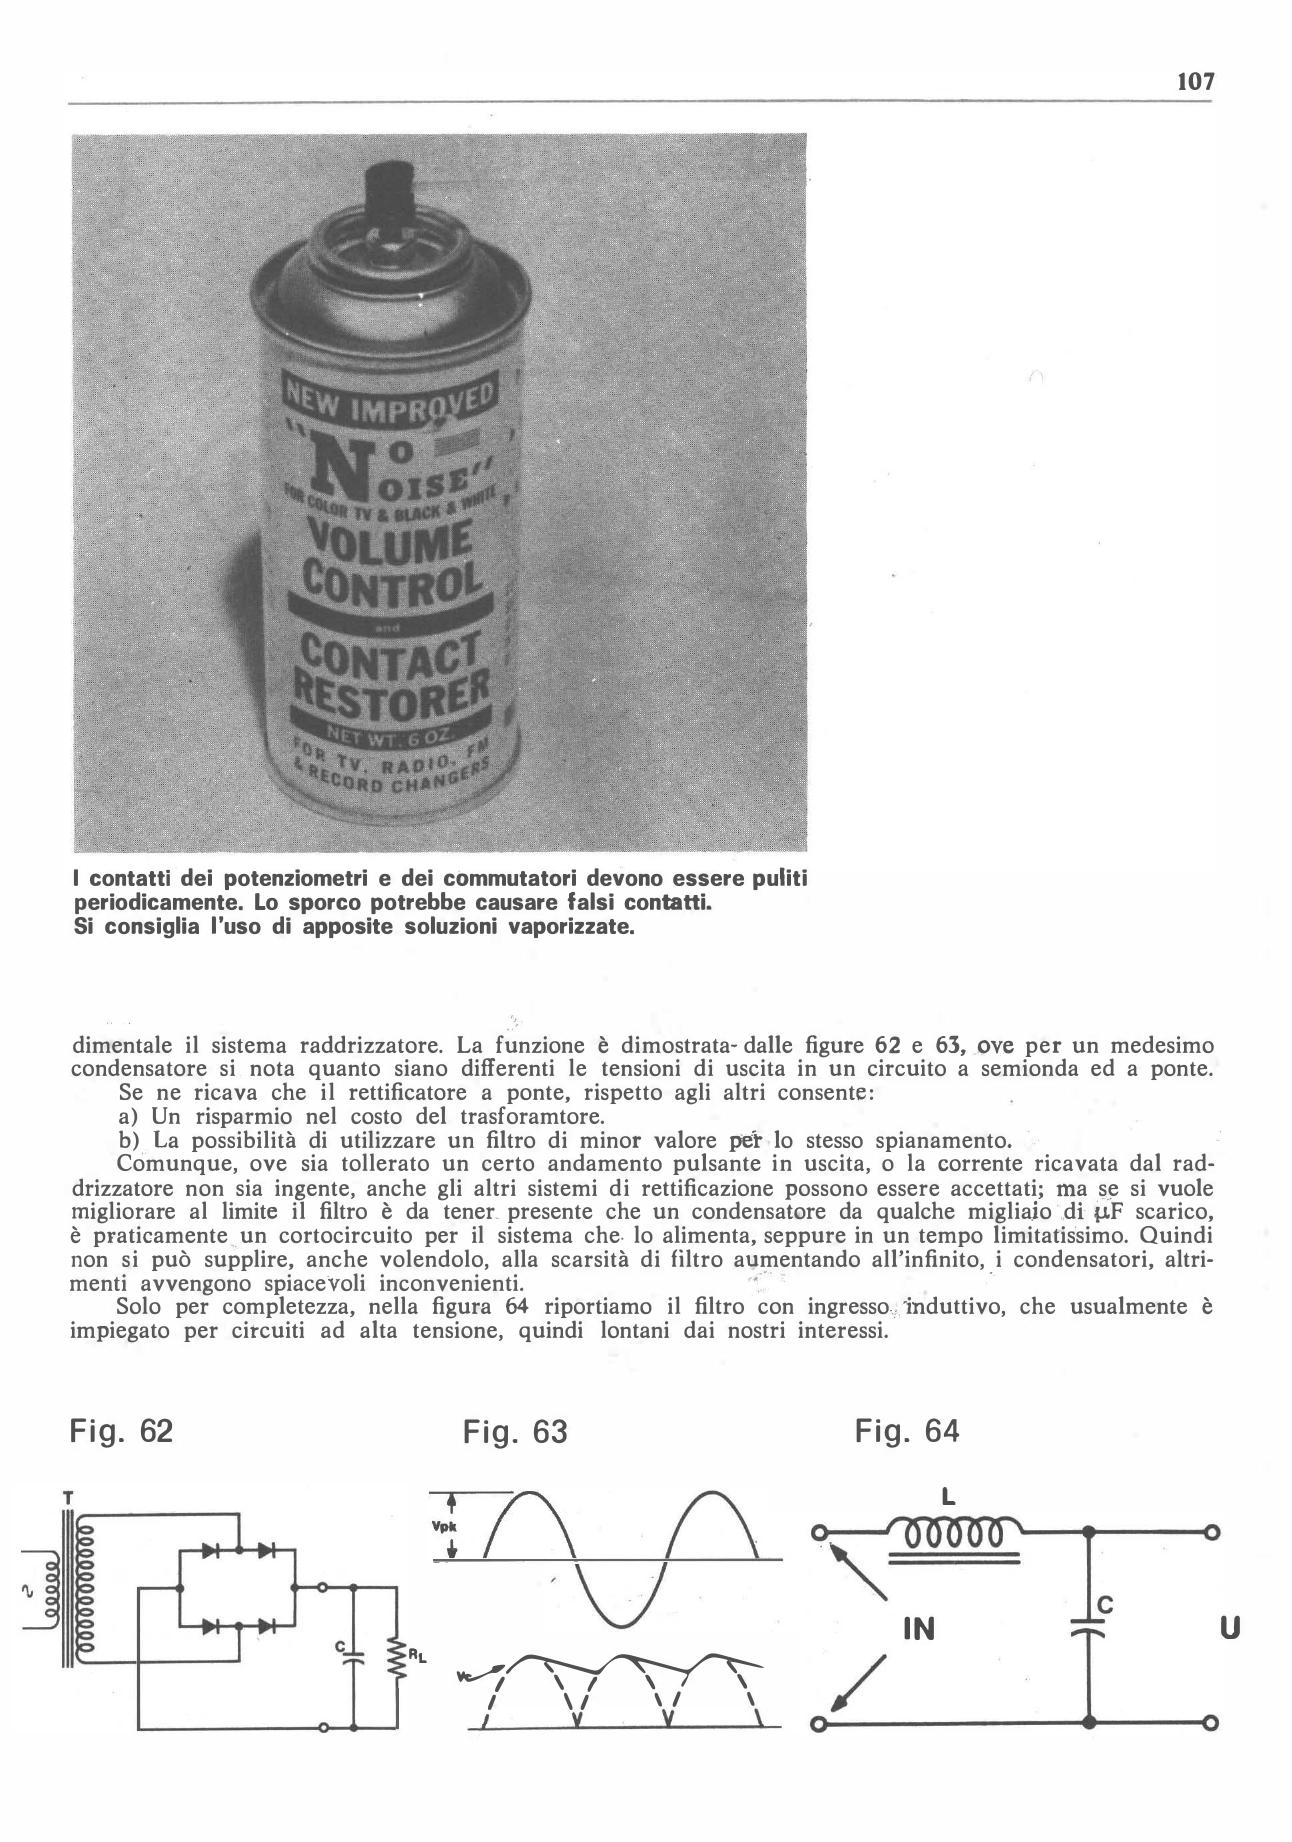 107
NEW IMPROVED
"No
NOISE"
FOR COLOR TV & BLACK & WHITE
VOLUME
CONTROL
and
CONTACT
RESTORER
NET WT. 6 OZ.
FOR TV, RADIO, FM
& RECORD CHANGERS
I contatti dei potenziometri e dei commutatori devono essere puliti
periodicamente. Lo sporco potrebbe causare falsi contatti.
Si consiglia l'uso di apposite soluzioni vaporizzate.
dimentale il sistema raddrizzatore. La funzione è dimostrata dalle figure 62 e 63, ove per un medesimo
condensatore si nota quanto siano differenti le tensioni di uscita in un circuito a semionda ed a ponte.
Se ne ricava che il rettificatore a ponte, rispetto agli altri consente:
a) Un risparmio nel costo del trasforamtore.
b) La possibilità di utilizzare un filtro di minor valore per lo stesso spianamento.
Comunque, ove sia tollerato un certo andamento pulsante in uscita, o la corrente ricavata dal rad-
drizzatore non sia ingente, anche gli altri sistemi di rettificazione possono essere accettati; ma se si vuole
migliorare al limite il filtro è da tener presente che un condensatore da qualche migliaio di µF scarico,
è praticamente un cortocircuito per il sistema che lo alimenta, seppure in un tempo limitatissimo. Quindi
non si può supplire, anche volendolo, alla scarsità di filtro aumentando all'infinito, i condensatori, altri-
menti avvengono spiacevoli inconvenienti.
Solo per completezza, nella figura 64 riportiamo il filtro con ingresso induttivo, che usualmente è
impiegato per circuiti ad alta tensione, quindi lontani dai nostri interessi.
Fig. 62
Fig. 63
Fig. 64
T
C
RL
Vpk
Vc
L
C
IN
U